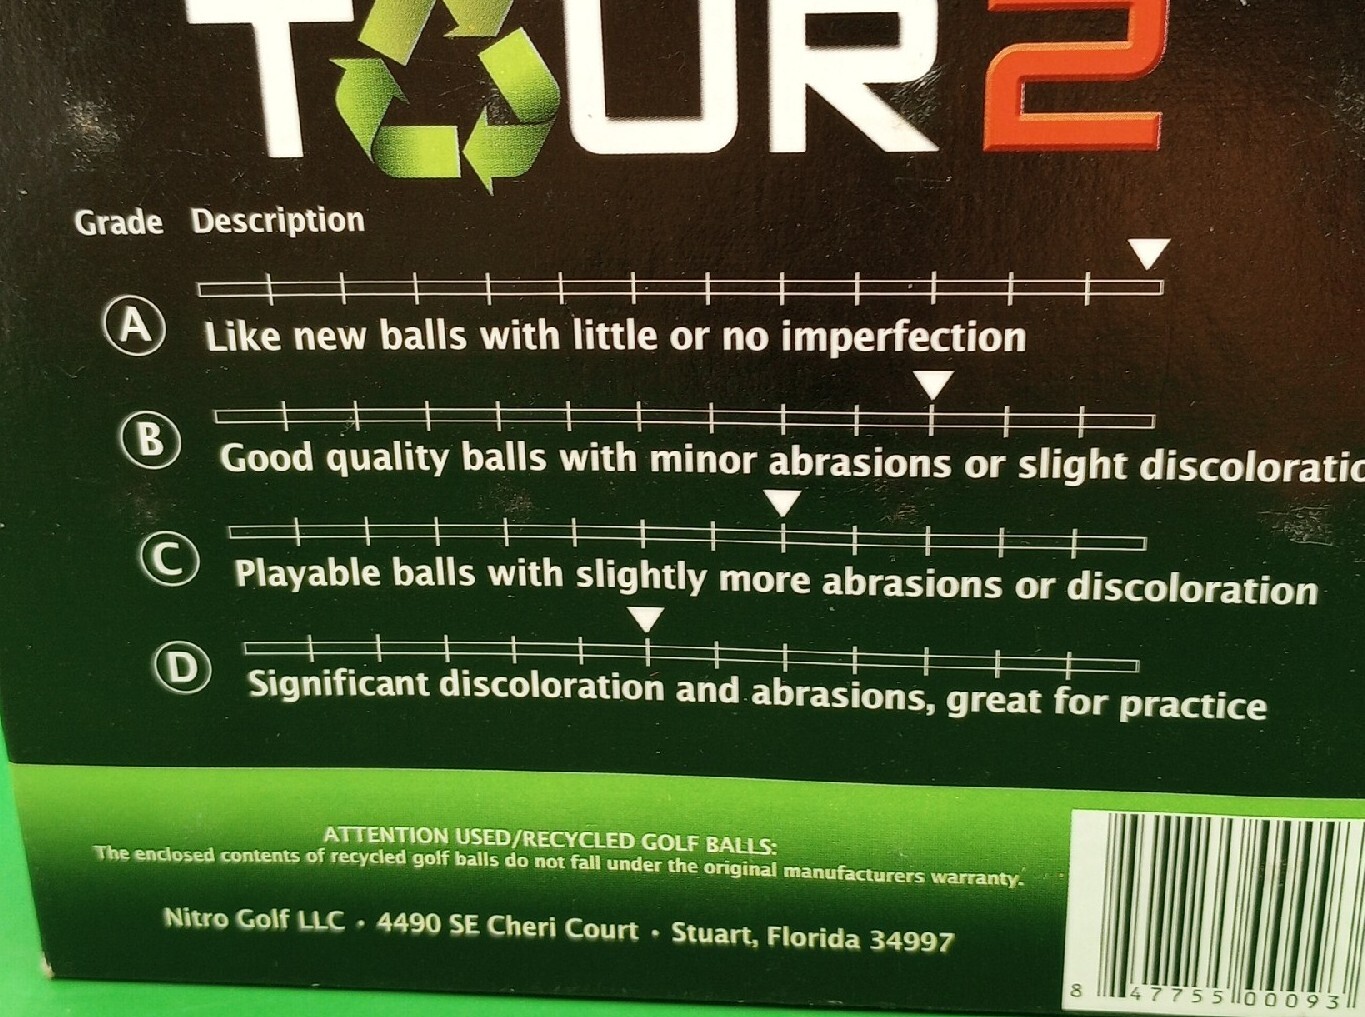 TOUR2
Grade Description
A
Like new balls with little or no imperfection
B
Good quality balls with minor abrasions or slight discoloratio
C
Playable balls with slightly more abrasions or discoloration
D
Significant discoloration and abrasions, great for practice
ATTENTION USED/RECYCLED GOLF BALLS:
The enclosed contents of recycled golf balls do not fall under the original manufacturers warranty.
Nitro Golf LLC • 4490 SE Cheri Court • Stuart, Florida 34997
8 47755 00093